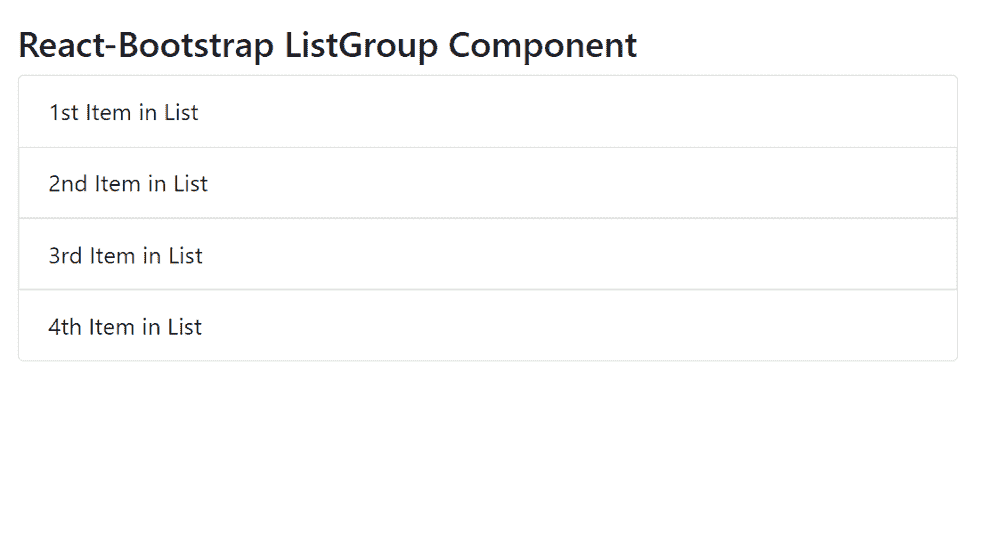 React-Bootstrap ListGroup Component
1st Item in List
2nd Item in List
3rd Item in List
4th Item in List